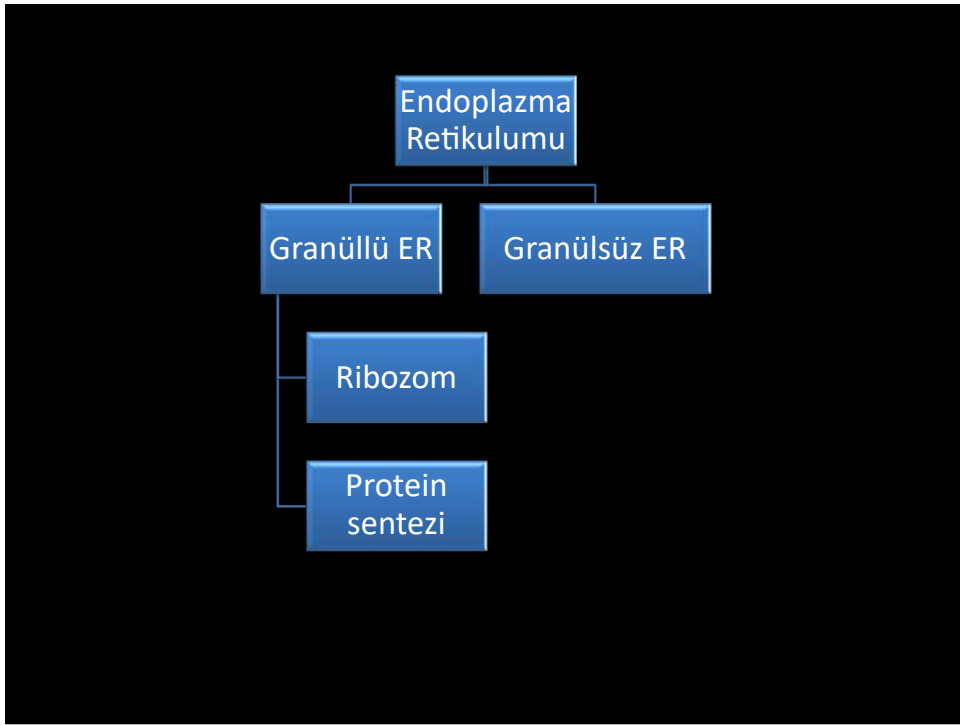 Endoplazma
Retikulumu
Granüllü ER
Granülsüz ER
Ribozom
Protein
sentezi